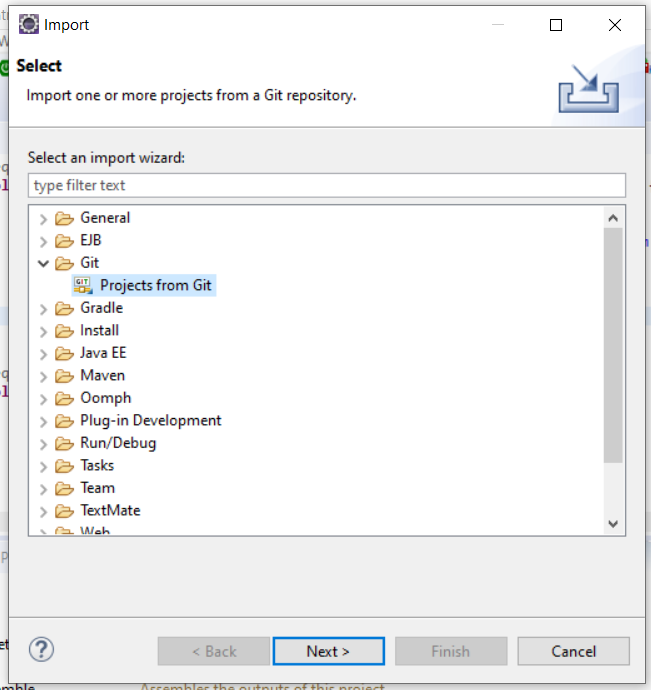 Import
Select
Import one or more projects from a Git repository.
Select an import wizard:
type filter text
General
EJB
Git
GIT
Projects from Git
Gradle
Install
Java EE
Maven
Oomph
Plug-in Development
Run/Debug
Tasks
Team
TextMate
Web
?
< Back
Next >
Finish
Cancel
Assembles the outputs of this project